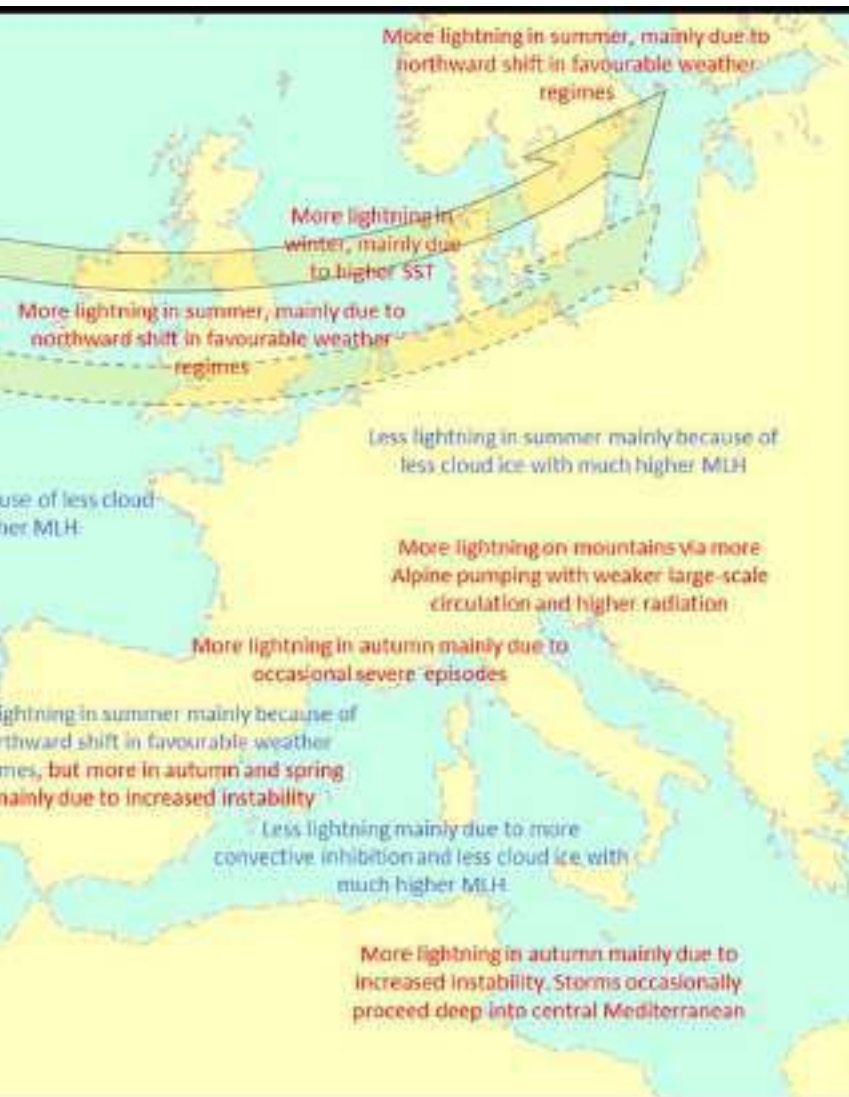 More lightning in summer, mainly due to
northward shift in favourable weather
regimes
More lightning in
winter, mainly due
to higher SST
More lightning in summer, mainly due to
northward shift in favourable weather
regimes
Less lightning in summer mainly because of
less cloud ice with much higher MLH
use of less cloud
her MLH
More lightning on mountains via more
Alpine pumping with weaker large-scale
circulation and higher radiation
More lightning in autumn mainly due to
occasional severe episodes
ightning in summer mainly because of
rthward shift in favourable weather
mes, but more in autumn and spring
mainly due to increased instability
Less lightning mainly due to more
convective inhibition and less cloud ice with
much higher MLH
More lightning in autumn mainly due to
increased instability. Storms occasionally
proceed deep into central Mediterranean